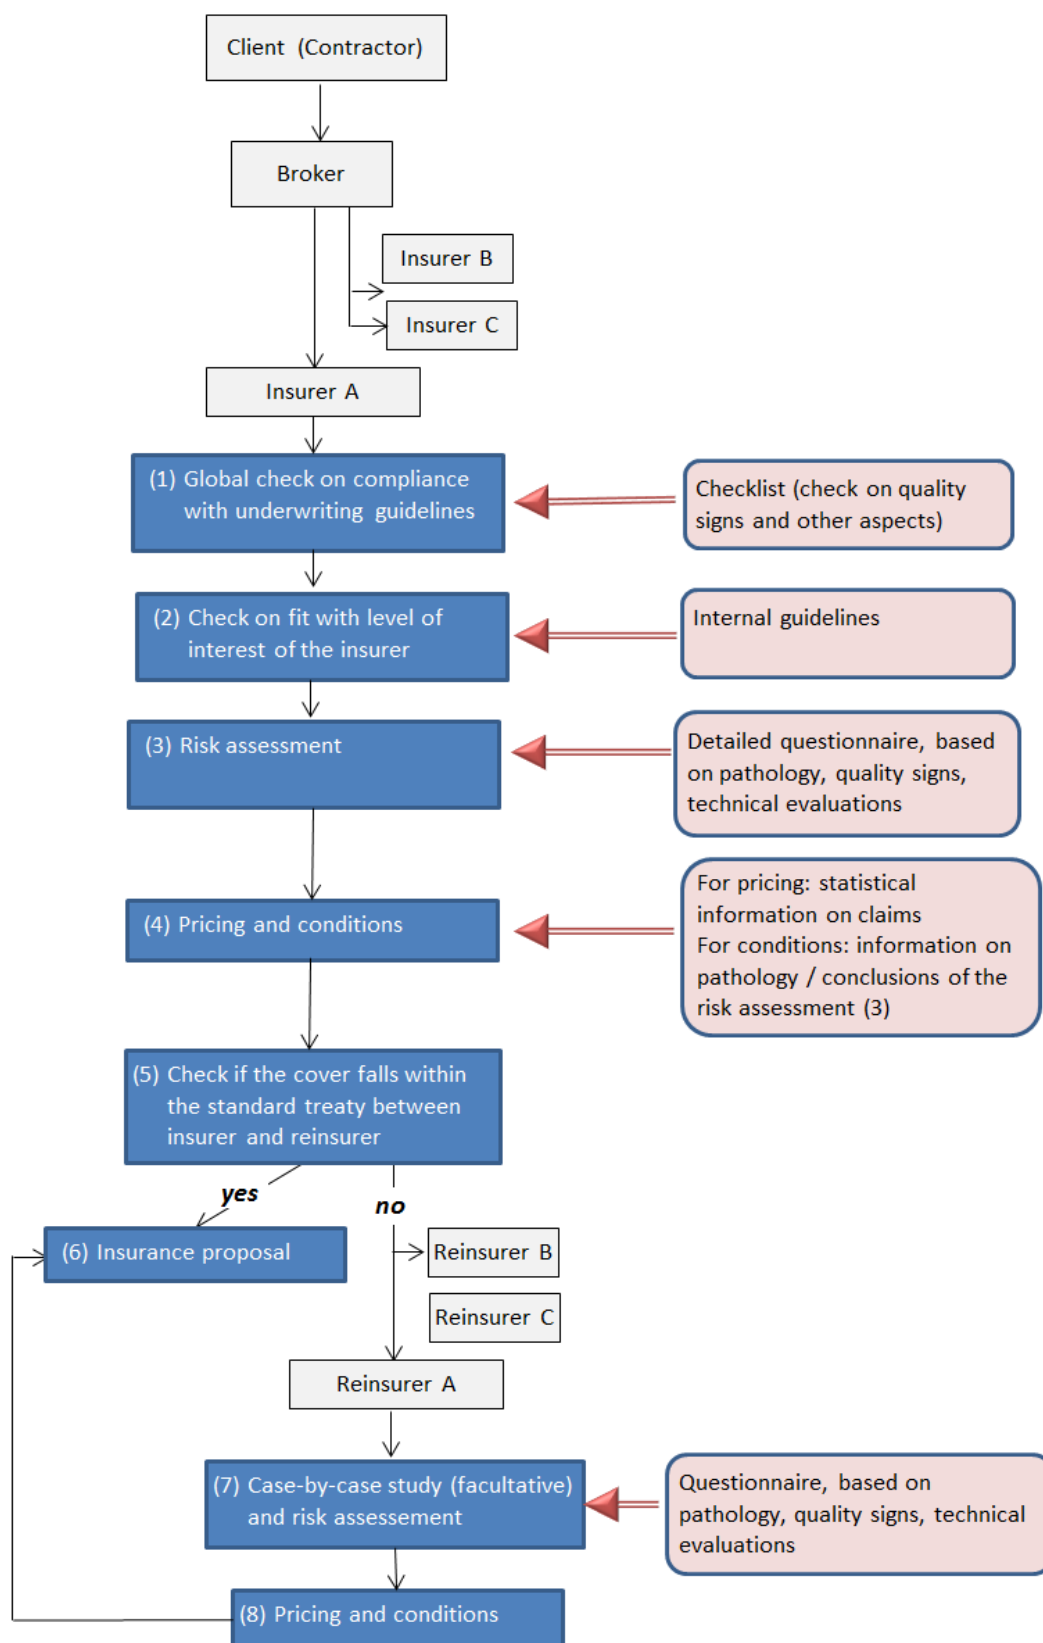 Client (Contractor)
Broker
Insurer B
Insurer C
Insurer A
(1) Global check on compliance
with underwriting guidelines
Checklist (check on quality
signs and other aspects)
(2) Check on fit with level of
interest of the insurer
Internal guidelines
(3) Risk assessment
Detailed questionnaire, based
on pathology, quality signs,
technical evaluations
(4) Pricing and conditions
For pricing: statistical
information on claims
For conditions: information on
pathology / conclusions of the
risk assessment (3)
(5) Check if the cover falls within
the standard treaty between
insurer and reinsurer
yes
no
(6) Insurance proposal
Reinsurer B
Reinsurer C
Reinsurer A
(7) Case-by-case study (facultative)
and risk assessement
Questionnaire, based on
pathology, quality signs, technical
evaluations
(8) Pricing and conditions